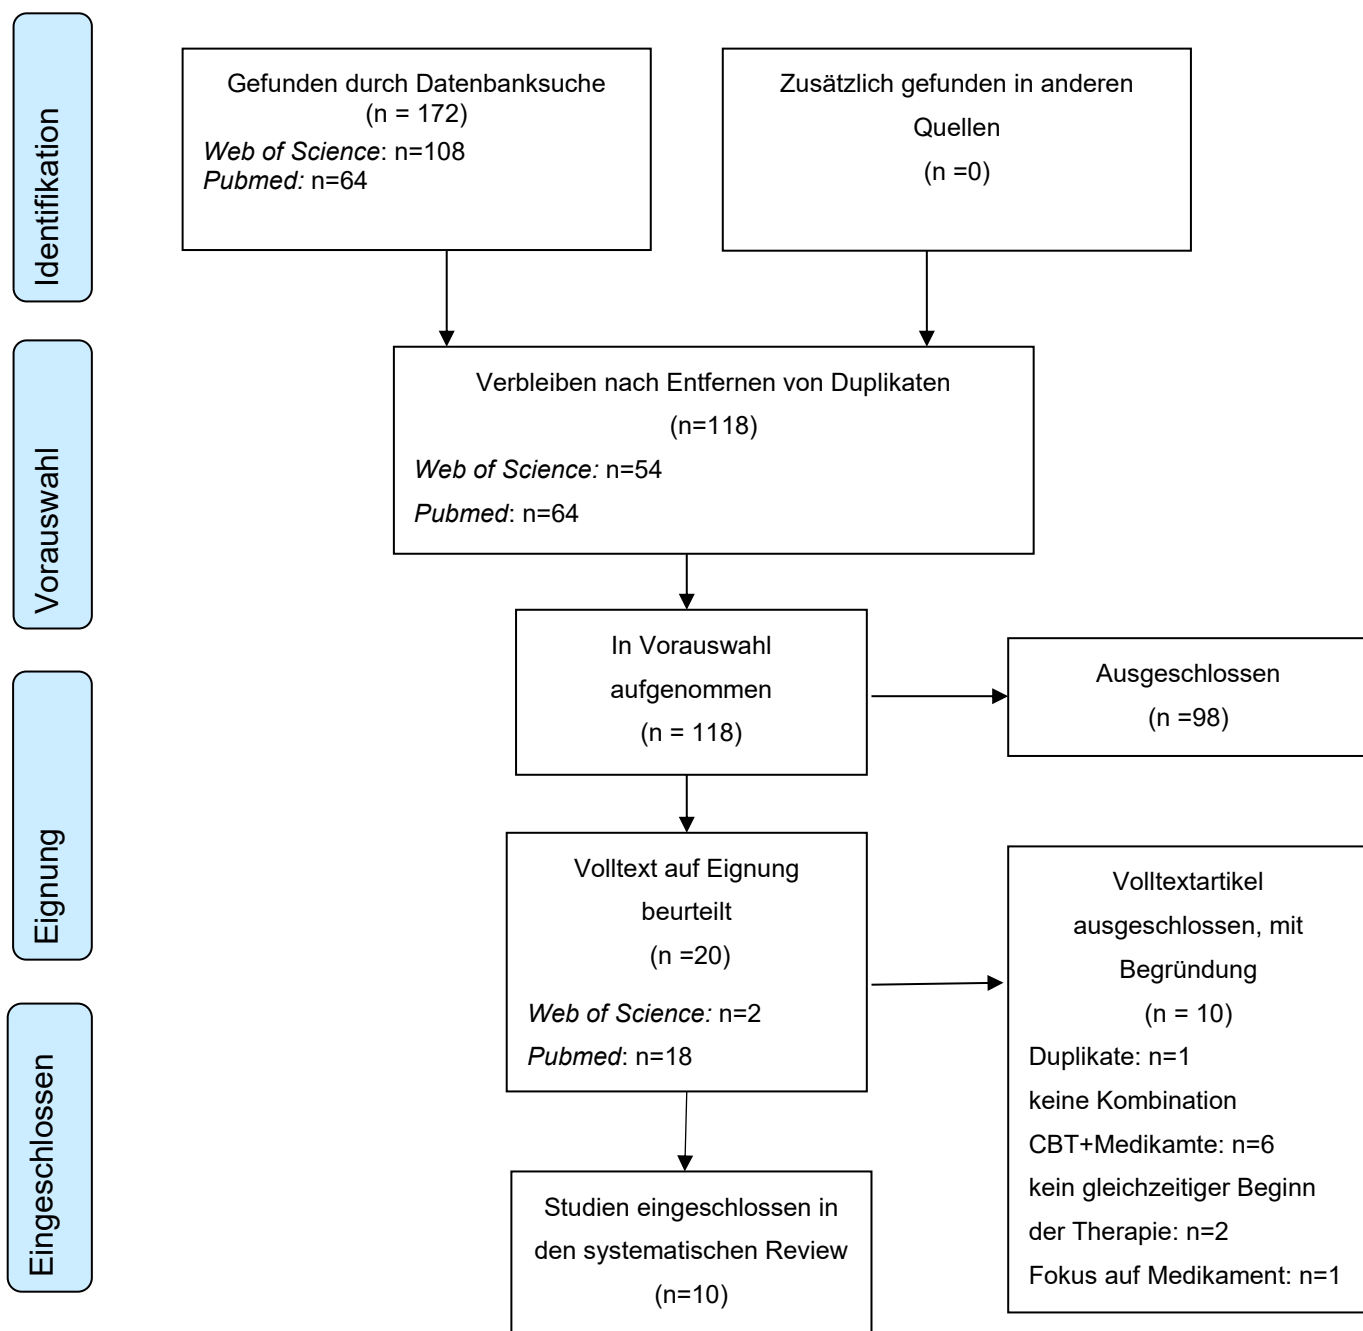 Identifikation
Gefunden durch Datenbanksuche
(n = 172)
Web of Science: n=108
Pubmed: n=64
Zusätzlich gefunden in anderen
Quellen
(n =0)
Vorauswahl
Verbleiben nach Entfernen von Duplikaten
(n=118)
Web of Science: n=54
Pubmed: n=64
In Vorauswahl
aufgenommen
(n = 118)
Ausgeschlossen
(n =98)
Eignung
Volltext auf Eignung
beurteilt
(n =20)
Web of Science: n=2
Pubmed: n=18
Volltextartikel
ausgeschlossen, mit
Begründung
(n = 10)
Duplikate: n=1
keine Kombination
CBT+Medikamte: n=6
kein gleichzeitiger Beginn
der Therapie: n=2
Fokus auf Medikament: n=1
Eingeschlossen
Studien eingeschlossen in
den systematischen Review
(n=10)